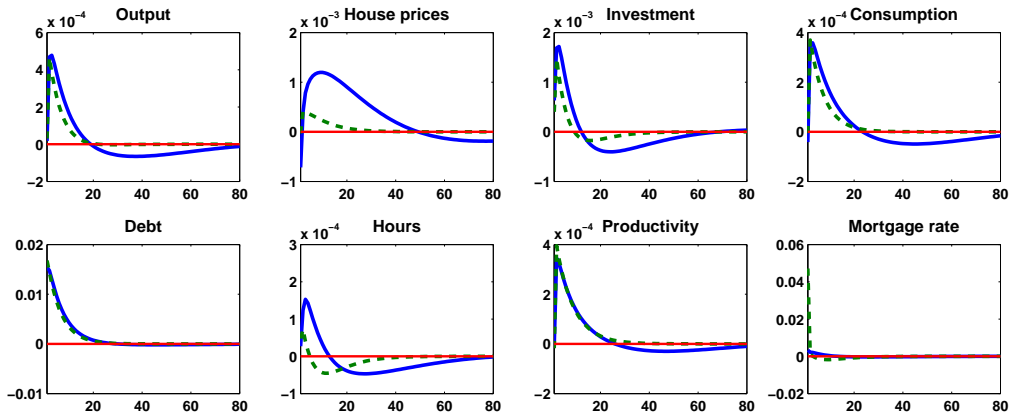 Output
House prices
Investment
Consumption
x 10⁻⁴
x 10⁻³
x 10⁻³
x 10⁻⁴
6
4
2
0
−2
20 40 60 80
2
1
0
−1
20 40 60 80
2
1
0
−1
20 40 60 80
4
2
0
−2
20 40 60 80
Debt
Hours
Productivity
Mortgage rate
x 10⁻⁴
x 10⁻⁴
0.02
0.01
0
−0.01
20 40 60 80
3
2
1
0
−1
20 40 60 80
4
2
0
−2
20 40 60 80
0.06
0.04
0.02
0
−0.02
20 40 60 80